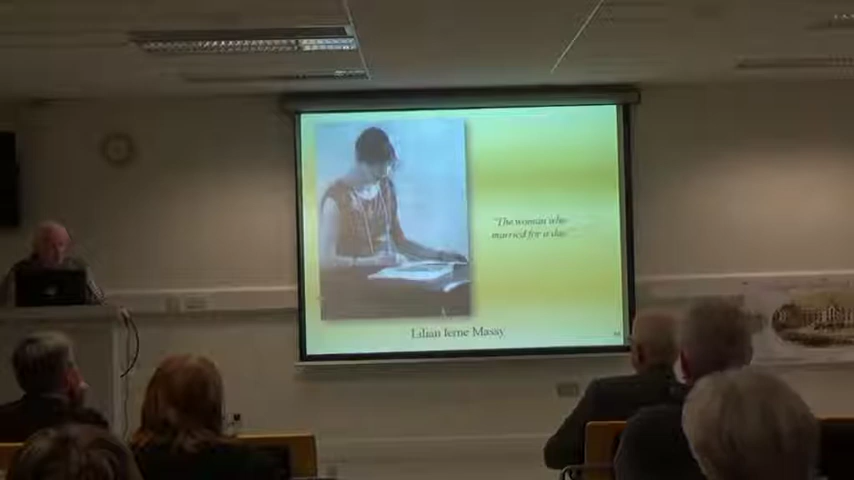 "The woman who
married for a day
Lilian Ierne Massy